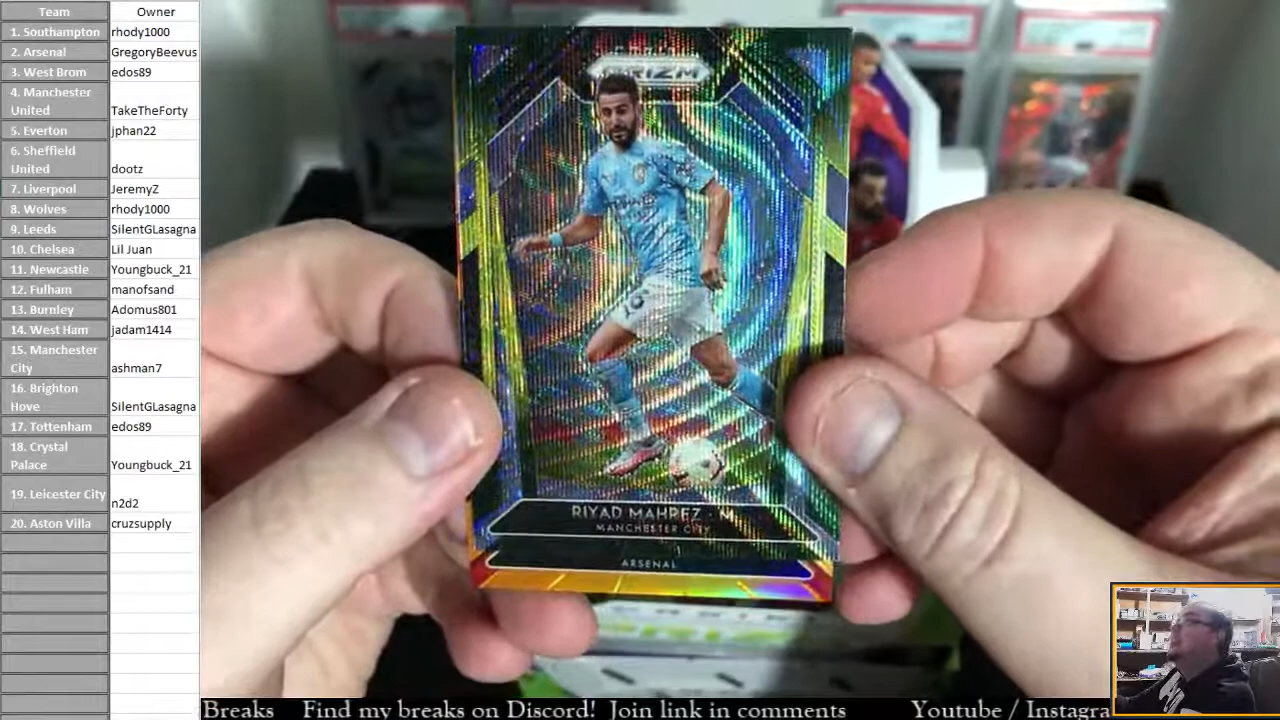 Team Owner
1. Southampton rhody1000
2. Arsenal GregoryBeevus
3. West Brom edos89
4. Manchester
United TakeTheForty
5. Everton jphan22
6. Sheffield
United dootz
7. Liverpool JeremyZ
8. Wolves rhody1000
9. Leeds SilentGLasagna
10. Chelsea Lil Juan
11. Newcastle Youngbuck_21
12. Fulham manofsand
13. Burnley Adomus801
14. West Ham jadam1414
15. Manchester
City ashman7
16. Brighton
Hove SilentGLasagna
17. Tottenham edos89
18. Crystal
Palace Youngbuck_21
19. Leicester City n2d2
20. Aston Villa cruzsupply
PRIZM
RIYAD MAHREZ - M
MANCHESTER CITY
ARSENAL
Breaks Find my breaks on Discord! Join link in comments Youtube / Instagra